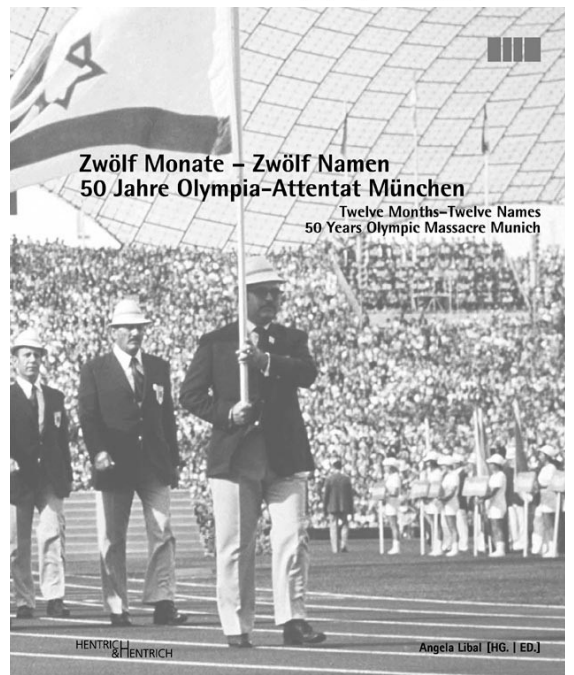 Zwölf Monate – Zwölf Namen
50 Jahre Olympia-Attentat München
Twelve Months–Twelve Names
50 Years Olympic Massacre Munich
HENTRICH
&HENTRICH
Angela Libal [HG. | ED.]